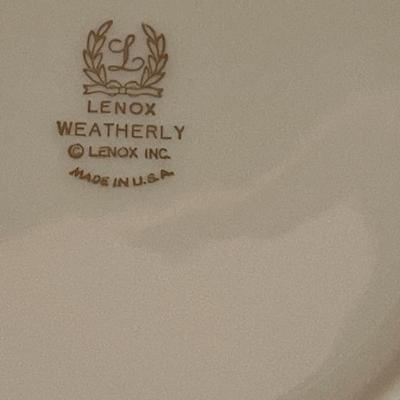 L
LENOX
WEATHERLY
© LENOX INC.
MADE IN U.S.A.